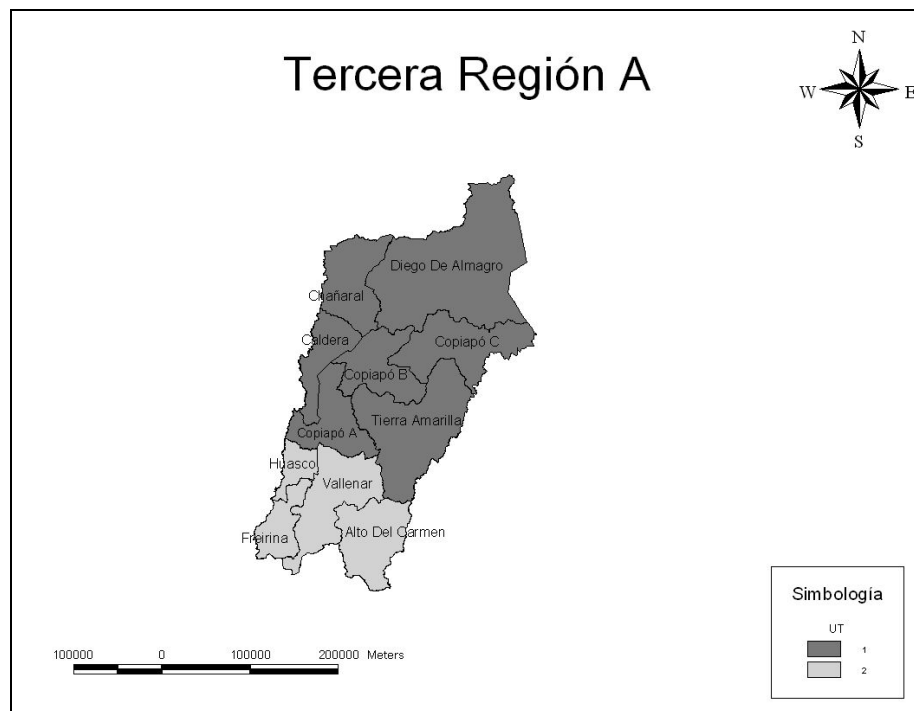 Tercera Región A
N
W E
S
Diego De Almagro
Chañaral
Caldera
Copiapó C
Copiapó B
Tierra Amarilla
Copiapó A
Huasco
Vallenar
Freirina
Alto Del Carmen
Simbología
UT
1
2
100000 0 100000 200000 Meters